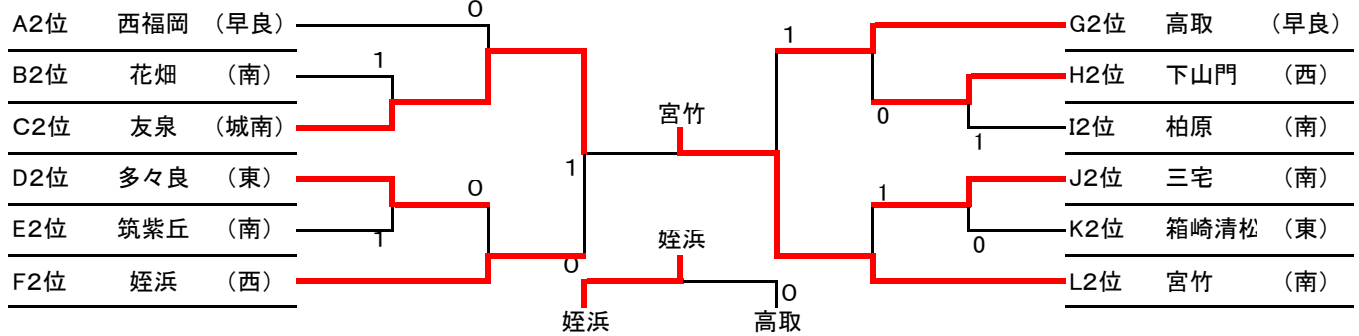 A2位 西福岡 （早良）
B2位 花畑 （南）
C2位 友泉 （城南）
D2位 多々良 （東）
E2位 筑紫丘 （南）
F2位 姪浜 （西）
0
1
0
1
1
0
宮竹
姪浜
姪浜
高取
0
1
0
1
1
0
G2位 高取 （早良）
H2位 下山門 （西）
I2位 柏原 （南）
J2位 三宅 （南）
K2位 箱崎清松 （東）
L2位 宮竹 （南）